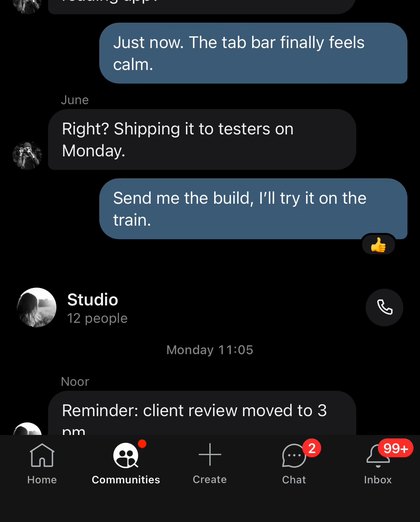 Just now. The tab bar finally feels
calm.
June
Right? Shipping it to testers on
Monday.
Send me the build, I’ll try it on the
train.
Studio
12 people
Monday 11:05
Noor
Reminder: client review moved to 3
pm
Home
Communities
Create
2
Chat
99+
Inbox